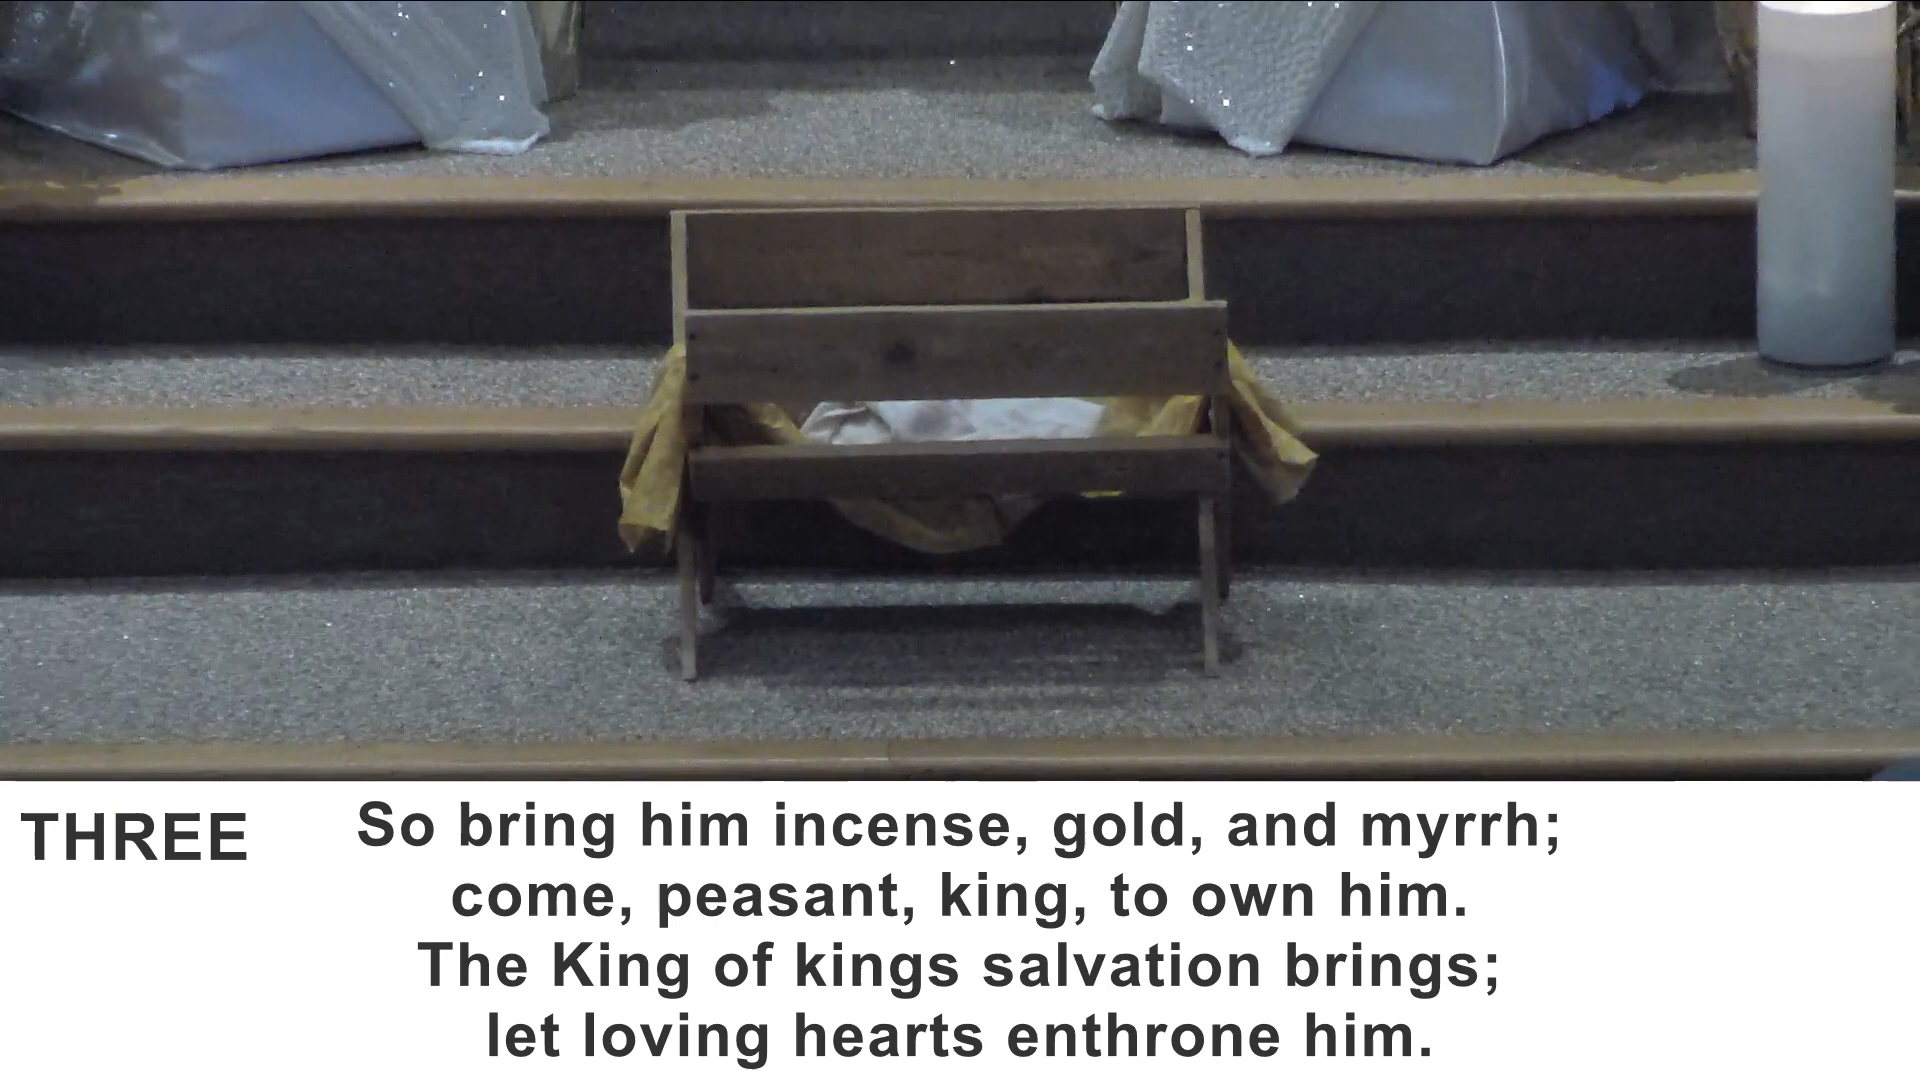 THREE
So bring him incense, gold, and myrrh;
come, peasant, king, to own him.
The King of kings salvation brings;
let loving hearts enthrone him.